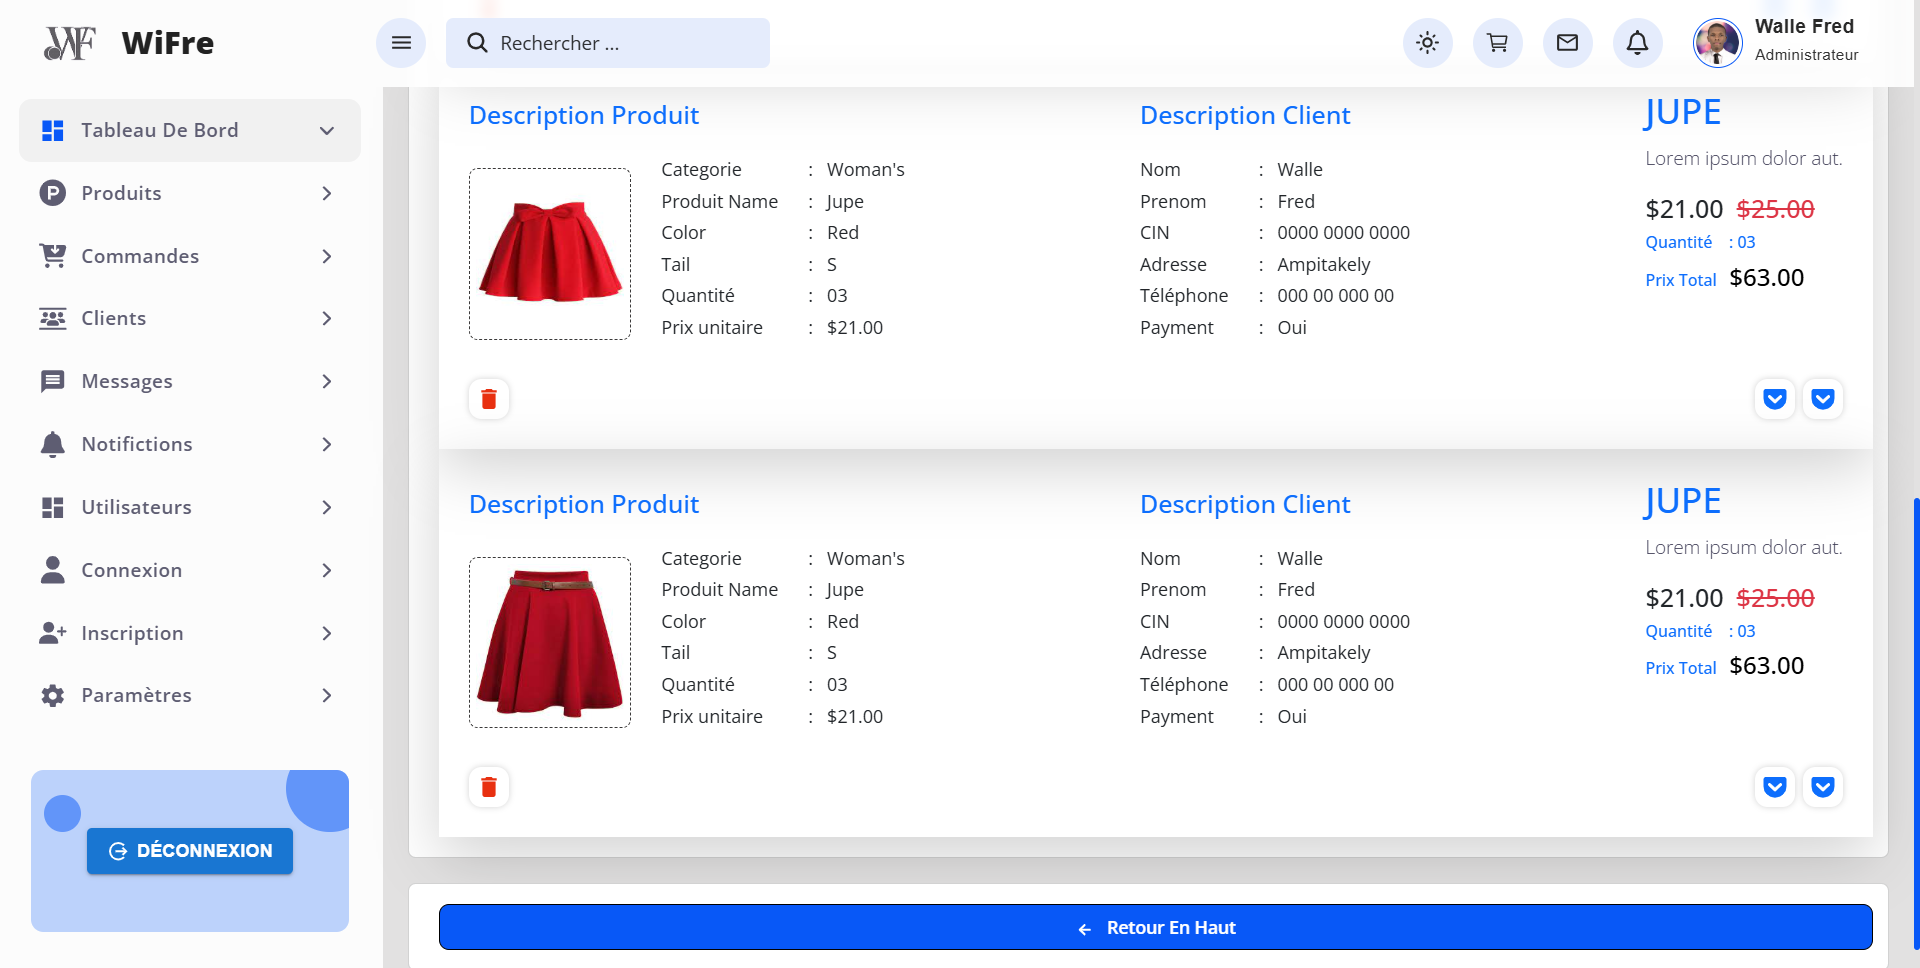 WF WiFre
Rechercher ...
Walle Fred
Administrateur
Tableau De Bord
Produits
Commandes
Clients
Messages
Notifictions
Utilisateurs
Connexion
Inscription
Paramètres
DÉCONNEXION
Description Produit
Categorie : Woman's
Produit Name : Jupe
Color : Red
Tail : S
Quantité : 03
Prix unitaire : $21.00
Description Client
Nom : Walle
Prenom : Fred
CIN : 0000 0000 0000
Adresse : Ampitakely
Téléphone : 000 00 000 00
Payment : Oui
JUPE
Lorem ipsum dolor aut.
$21.00 $25.00
Quantité : 03
Prix Total $63.00
Description Produit
Categorie : Woman's
Produit Name : Jupe
Color : Red
Tail : S
Quantité : 03
Prix unitaire : $21.00
Description Client
Nom : Walle
Prenom : Fred
CIN : 0000 0000 0000
Adresse : Ampitakely
Téléphone : 000 00 000 00
Payment : Oui
JUPE
Lorem ipsum dolor aut.
$21.00 $25.00
Quantité : 03
Prix Total $63.00
Retour En Haut